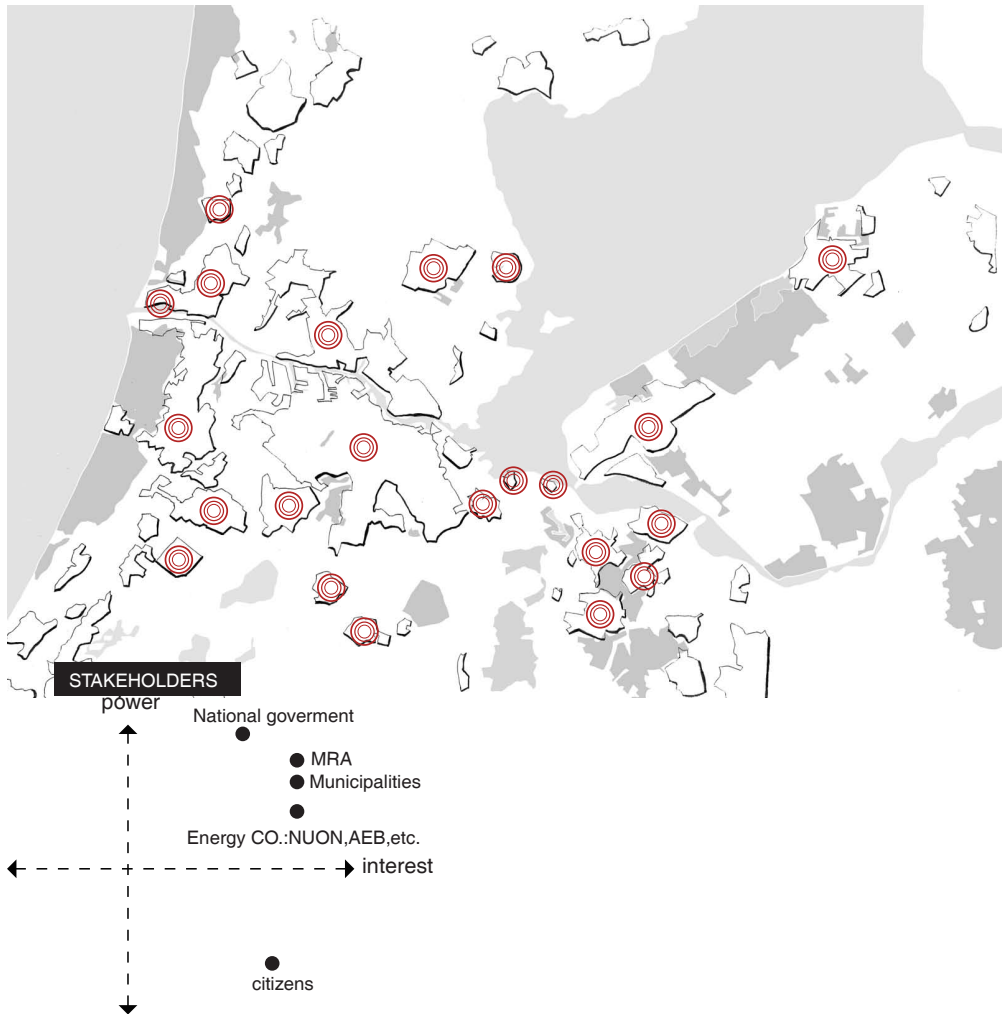 STAKEHOLDERS
power
National goverment
MRA
Municipalities
Energy CO.:NUON,AEB,etc.
interest
citizens